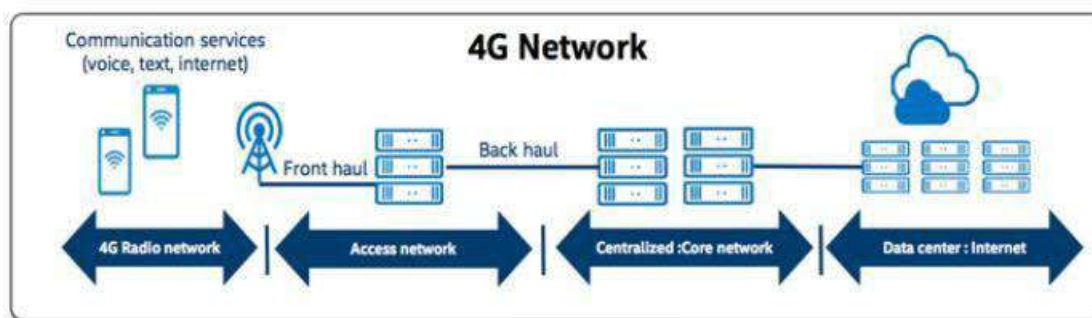 4G Network
Communication services
(voice, text, internet)
Front haul
Back haul
4G Radio network
Access network
Centralized :Core network
Data center : Internet